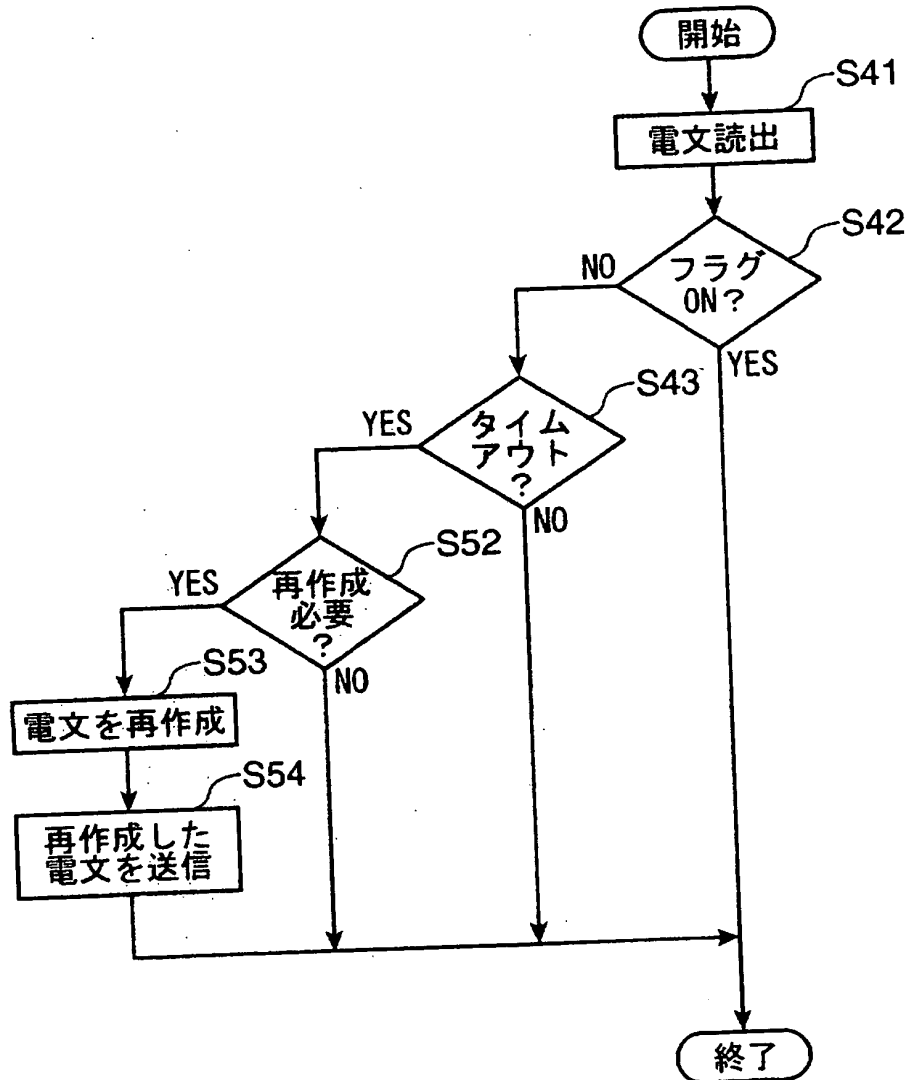 開始
S41
電文読出
S42
フラグ
ON?
NO
YES
S43
タイム
アウト
?
YES
NO
S52
再作成
必要
?
YES
NO
S53
電文を再作成
S54
再作成した
電文を送信
終了